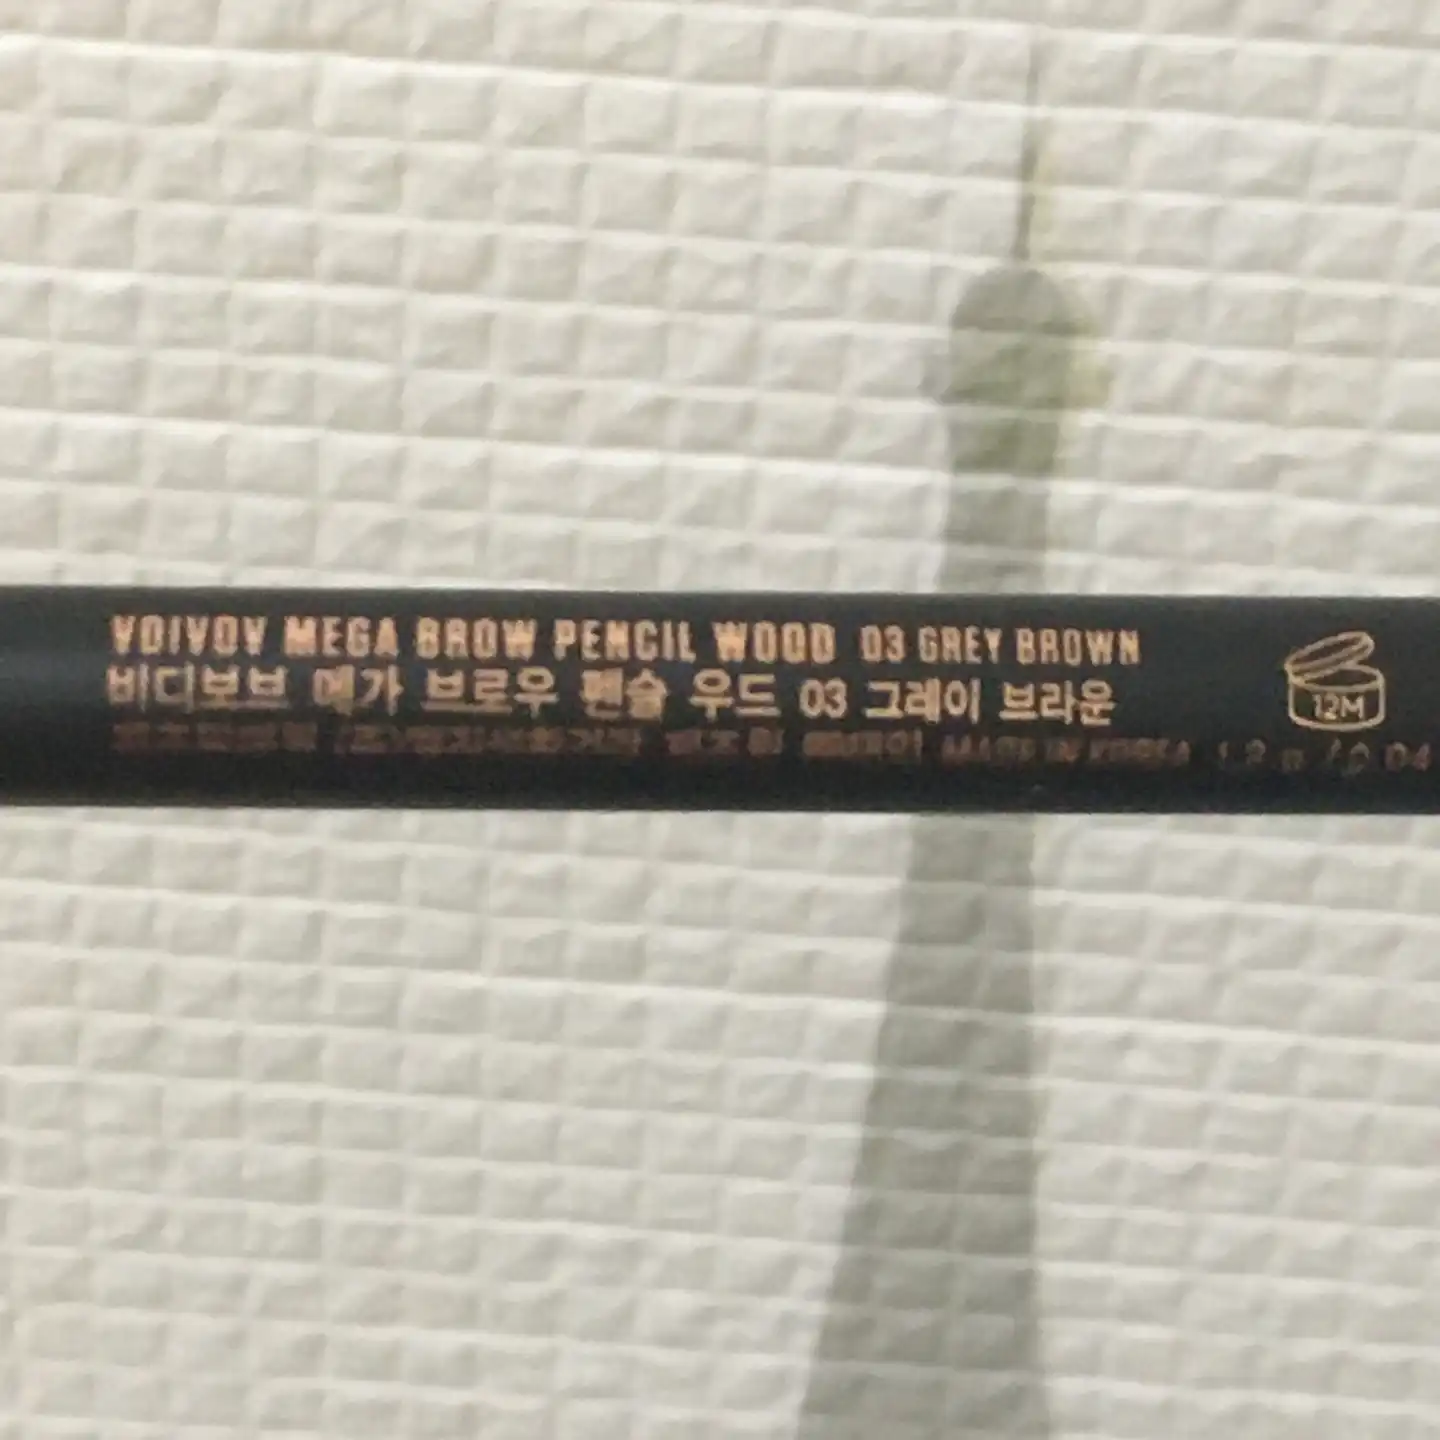 VDIVOV MEGA BROW PENCIL WOOD 03 GREY BROWN
비디보브 메가 브로우 펜슬 우드 03 그레이 브라운
12M
MADE IN KOREA